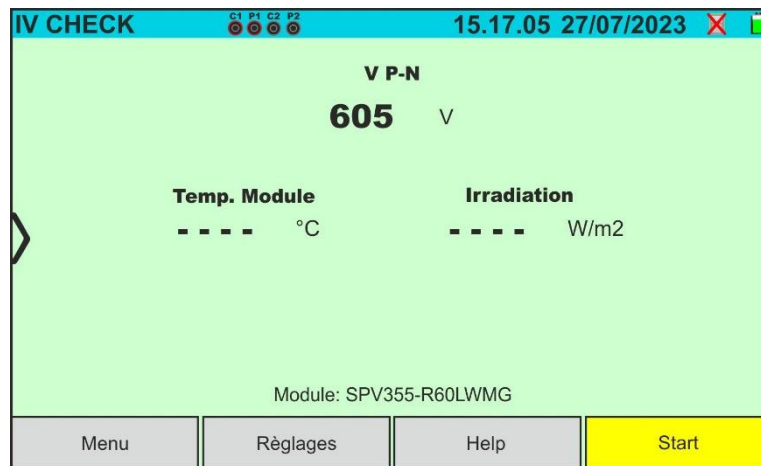 IV CHECK C1 P1 C2 P2 15.17.05 27/07/2023
V P-N
605 V
Temp. Module Irradiation
- - - - °C - - - - W/m2
Module: SPV355-R60LWMG
Menu Règlages Help Start